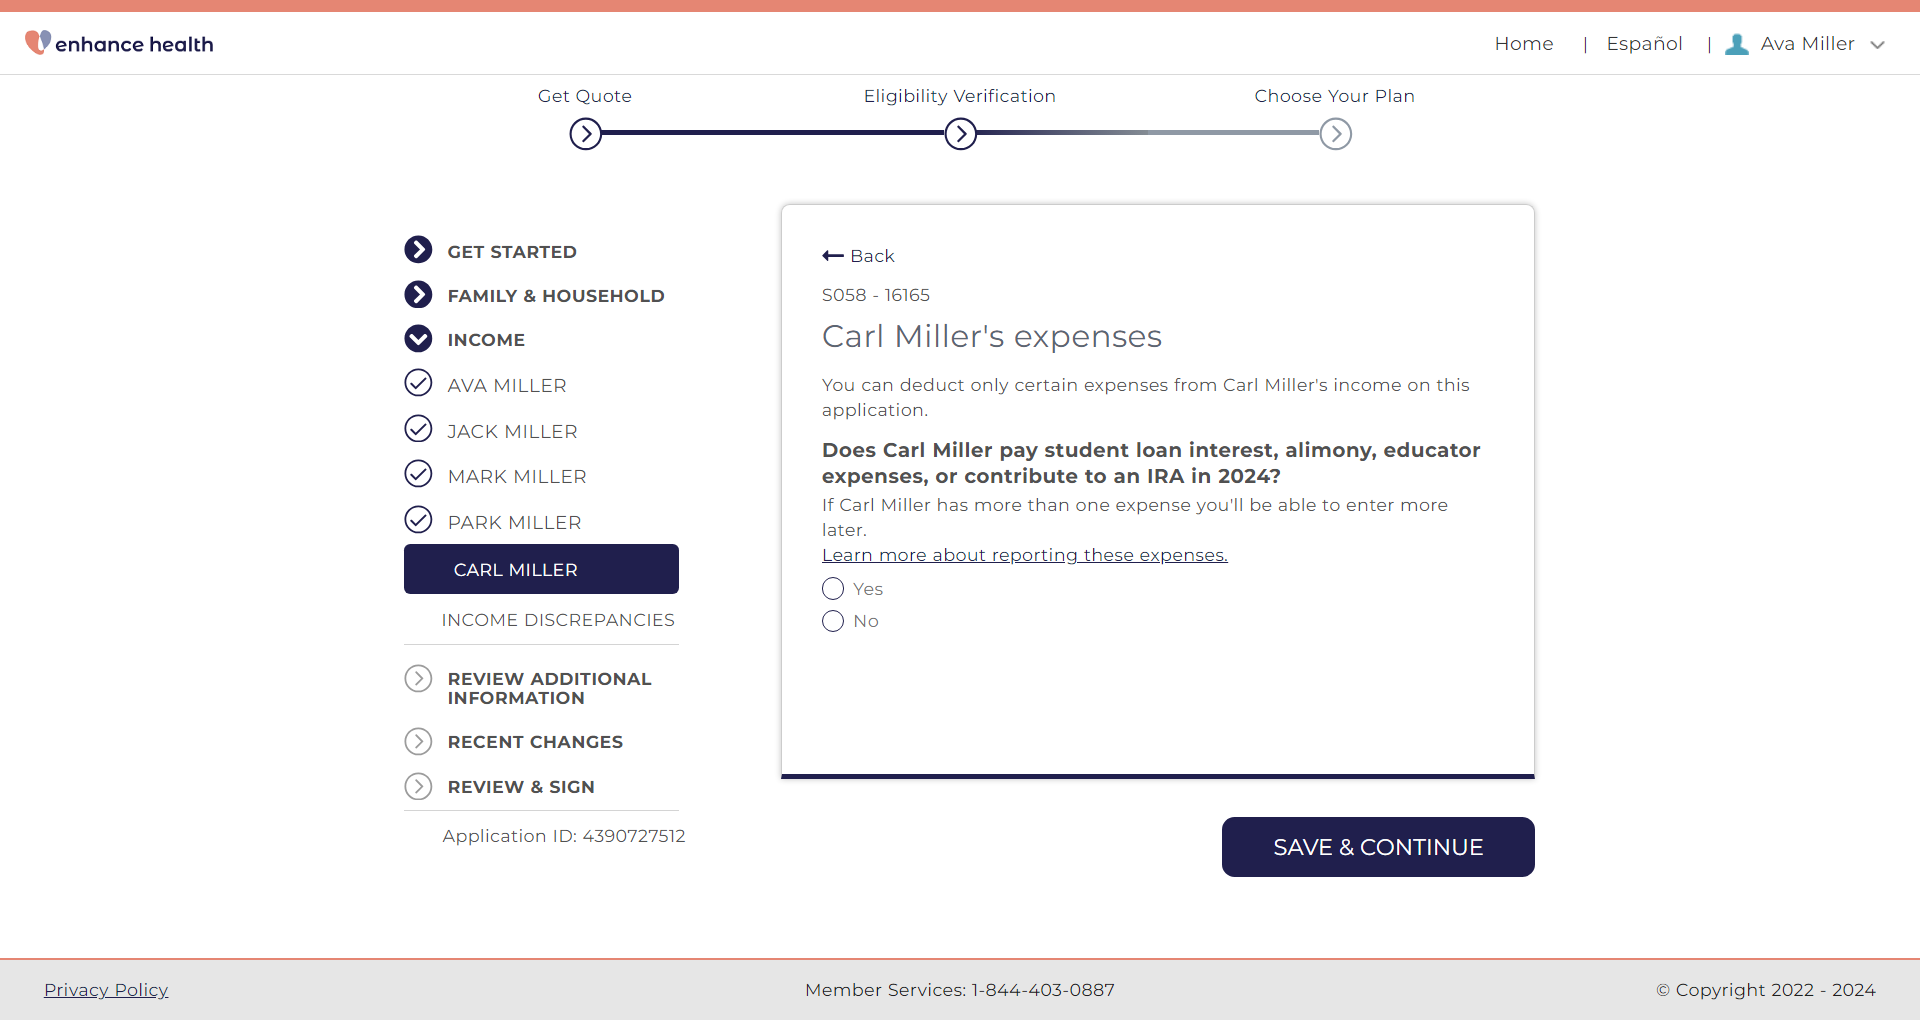 enhance health
Home | Español | Ava Miller
Get Quote
Eligibility Verification
Choose Your Plan
GET STARTED
FAMILY & HOUSEHOLD
INCOME
AVA MILLER
JACK MILLER
MARK MILLER
PARK MILLER
CARL MILLER
INCOME DISCREPANCIES
REVIEW ADDITIONAL
INFORMATION
RECENT CHANGES
REVIEW & SIGN
Application ID: 4390727512
Back
S058 - 16165
Carl Miller's expenses
You can deduct only certain expenses from Carl Miller's income on this
application.
Does Carl Miller pay student loan interest, alimony, educator
expenses, or contribute to an IRA in 2024?
If Carl Miller has more than one expense you'll be able to enter more
later.
Learn more about reporting these expenses.
Yes
No
SAVE & CONTINUE
Privacy Policy
Member Services: 1-844-403-0887
© Copyright 2022 - 2024